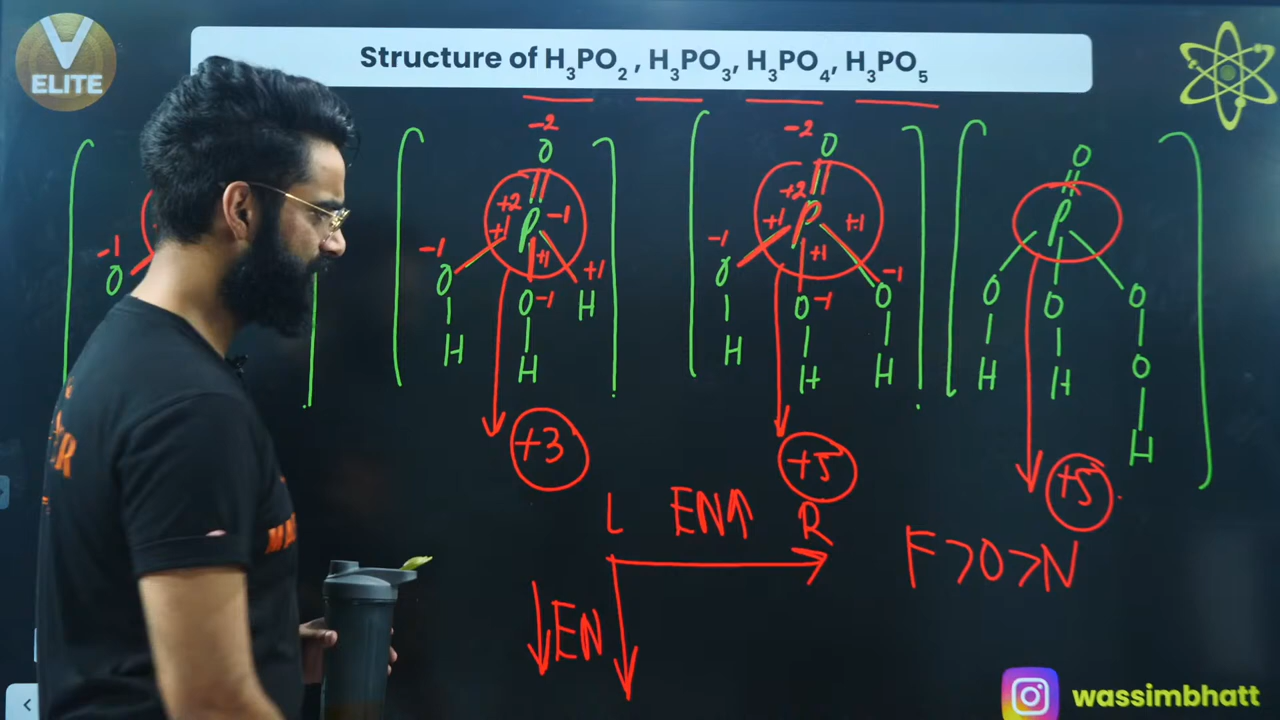 V
ELITE
Structure of H₃PO₂ , H₃PO₃, H₃PO₄, H₃PO₅
-1
O
-2
O
+2
P
-1
+1
+1
-1
O
H
O -1
H
+1
H
+3
-2
O
+2
P
+1
+1
+1
-1
O
H
O -1
H
-1
O
H
+5
O
P
O
H
O
H
O
O
H
+5
L EN↑ R
↓EN
F>O>N
R
wassimbhatt